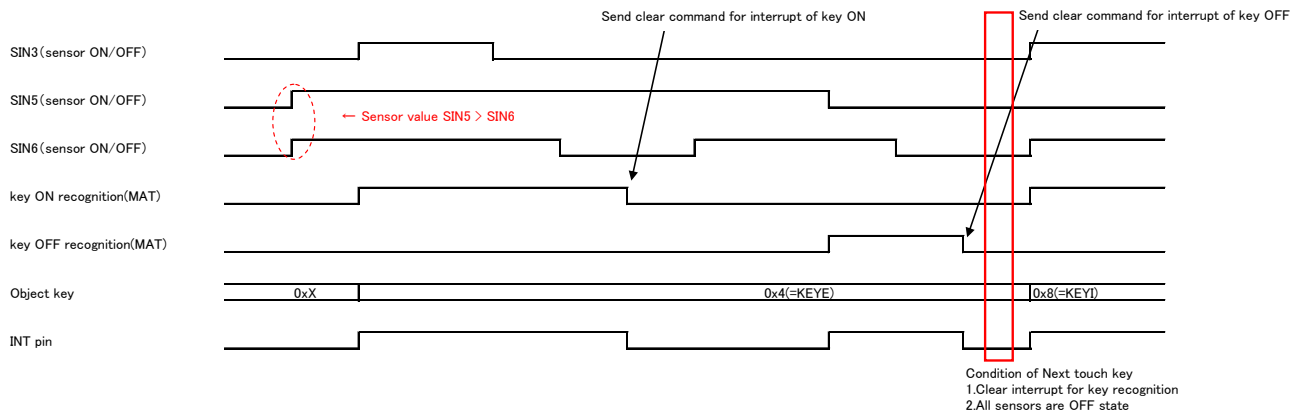 Send clear command for interrupt of key ON
Send clear command for interrupt of key OFF
SIN3(sensor ON/OFF)
SIN5(sensor ON/OFF)
← Sensor value SIN5 > SIN6
SIN6(sensor ON/OFF)
key ON recognition(MAT)
key OFF recognition(MAT)
Object key
0xX
0x4(=KEYE)
0x8(=KEYI)
INT pin
Condition of Next touch key
1.Clear interrupt for key recognition
2.All sensors are OFF state